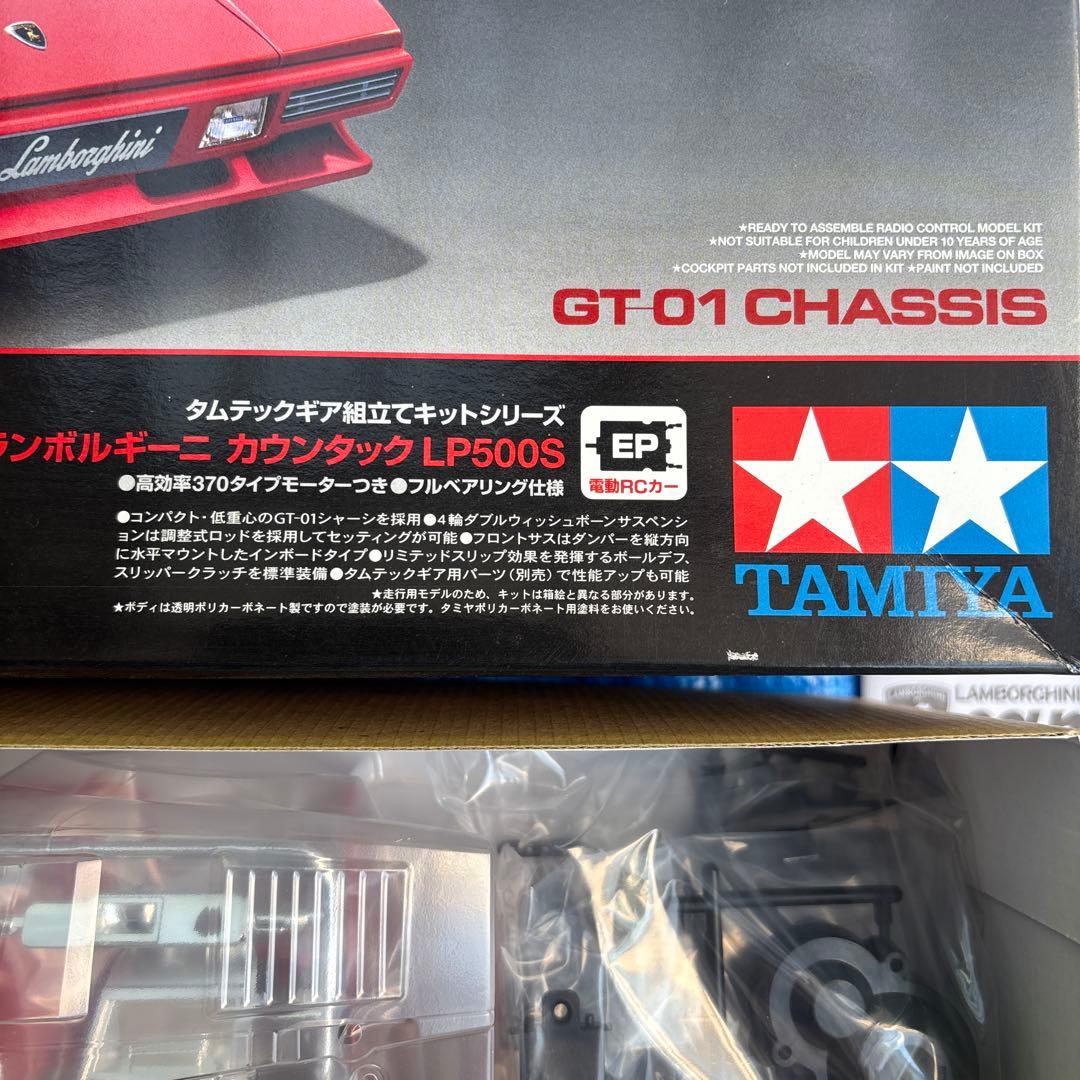 Lamborghini
★READY TO ASSEMBLE RADIO CONTROL MODEL KIT
★NOT SUITABLE FOR CHILDREN UNDER 10 YEARS OF AGE
★MODEL MAY VARY FROM IMAGE ON BOX
★COCKPIT PARTS NOT INCLUDED IN KIT ★PAINT NOT INCLUDED
GT-01 CHASSIS
タムテックギア組立てキットシリーズ
ランボルギーニ カウンタック LP500S
●高効率370タイプモーターつき●フルベアリング仕様
EP
電動RCカー
●コンパクト・低重心のGT-01シャーシを採用●4輪ダブルウィッシュボーンサスペンシ
ョンは調整式ロッドを採用してセッティングが可能●フロントサスはダンパーを縦方向
に水平マウントしたインボードタイプ●リミテッドスリップ効果を発揮するボールデフ、
スリッパークラッチを標準装備●タムテックギア用パーツ（別売）で性能アップも可能
★走行用モデルのため、キットは箱絵と異なる部分があります。
★ボディは透明ポリカーボネート製ですので塗装が必要です。タミヤポリカーボネート用塗料をお使いください。
TAMIYA
LAMBORGHINI